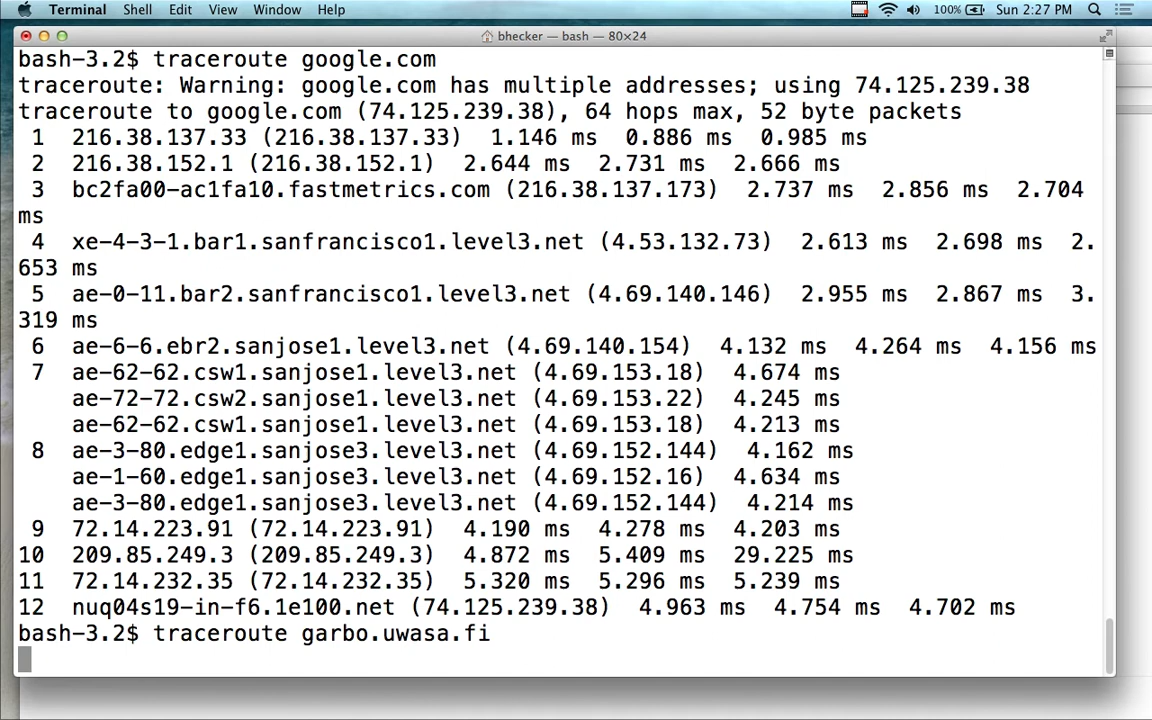 Terminal Shell Edit View Window Help 100% Sun 2:27 PM
bhecker — bash — 80×24
bash-3.2$ traceroute google.com
traceroute: Warning: google.com has multiple addresses; using 74.125.239.38
traceroute to google.com (74.125.239.38), 64 hops max, 52 byte packets
 1  216.38.137.33 (216.38.137.33)  1.146 ms  0.886 ms  0.985 ms
 2  216.38.152.1 (216.38.152.1)  2.644 ms  2.731 ms  2.666 ms
 3  bc2fa00-ac1fa10.fastmetrics.com (216.38.137.173)  2.737 ms  2.856 ms  2.704
ms
 4  xe-4-3-1.bar1.sanfrancisco1.level3.net (4.53.132.73)  2.613 ms  2.698 ms  2.
653 ms
 5  ae-0-11.bar2.sanfrancisco1.level3.net (4.69.140.146)  2.955 ms  2.867 ms  3.
319 ms
 6  ae-6-6.ebr2.sanjose1.level3.net (4.69.140.154)  4.132 ms  4.264 ms  4.156 ms
 7  ae-62-62.csw1.sanjose1.level3.net (4.69.153.18)  4.674 ms
    ae-72-72.csw2.sanjose1.level3.net (4.69.153.22)  4.245 ms
    ae-62-62.csw1.sanjose1.level3.net (4.69.153.18)  4.213 ms
 8  ae-3-80.edge1.sanjose3.level3.net (4.69.152.144)  4.162 ms
    ae-1-60.edge1.sanjose3.level3.net (4.69.152.16)  4.634 ms
    ae-3-80.edge1.sanjose3.level3.net (4.69.152.144)  4.214 ms
 9  72.14.223.91 (72.14.223.91)  4.190 ms  4.278 ms  4.203 ms
10  209.85.249.3 (209.85.249.3)  4.872 ms  5.409 ms  29.225 ms
11  72.14.232.35 (72.14.232.35)  5.320 ms  5.296 ms  5.239 ms
12  nuq04s19-in-f6.1e100.net (74.125.239.38)  4.963 ms  4.754 ms  4.702 ms
bash-3.2$ traceroute garbo.uwasa.fi